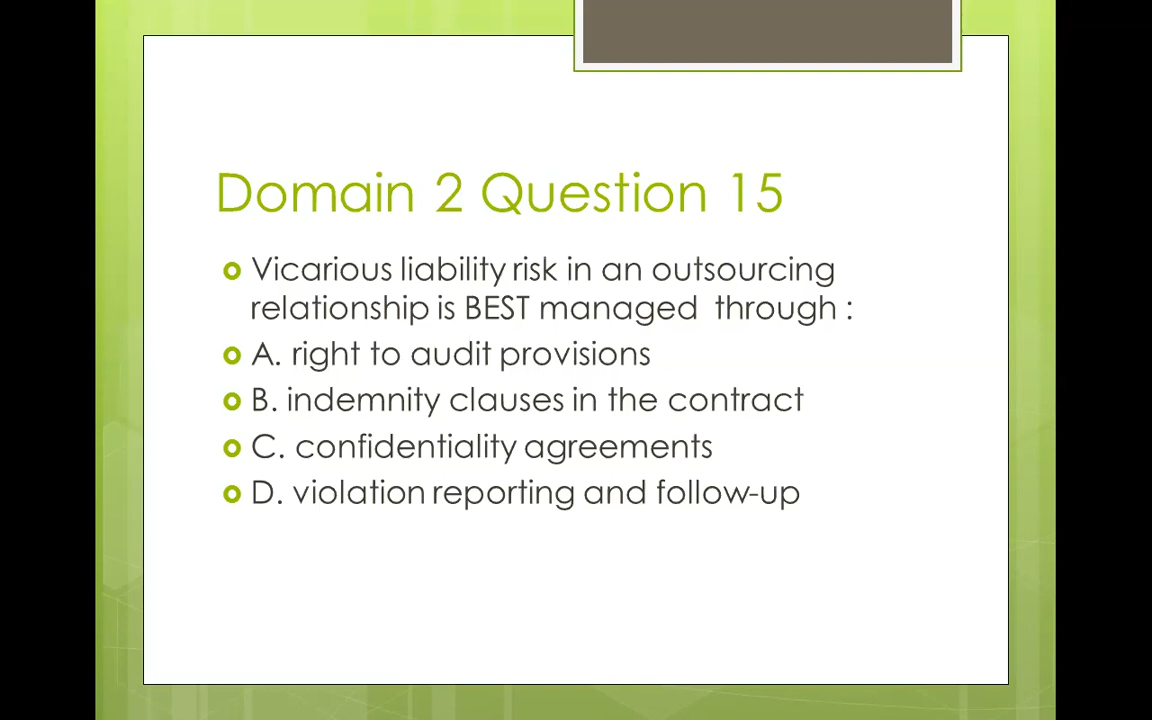 Domain 2 Question 15
Vicarious liability risk in an outsourcing
relationship is BEST managed through :
A. right to audit provisions
B. indemnity clauses in the contract
C. confidentiality agreements
D. violation reporting and follow-up